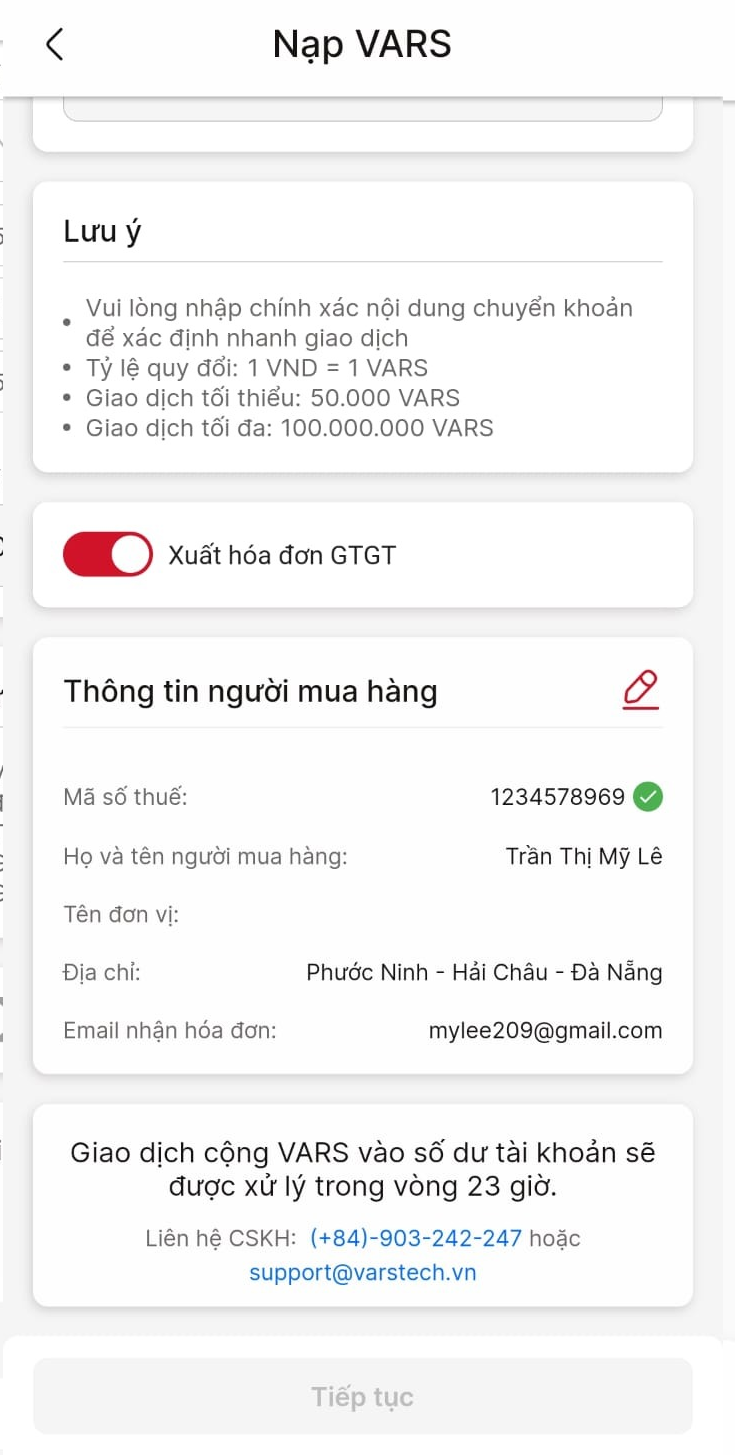 Nạp VARS
Lưu ý
• Vui lòng nhập chính xác nội dung chuyển khoản
để xác định nhanh giao dịch
• Tỷ lệ quy đổi: 1 VND = 1 VARS
• Giao dịch tối thiểu: 50.000 VARS
• Giao dịch tối đa: 100.000.000 VARS
Xuất hóa đơn GTGT
Thông tin người mua hàng
Mã số thuế: 1234578969
Họ và tên người mua hàng: Trần Thị Mỹ Lê
Tên đơn vị:
Địa chỉ: Phước Ninh - Hải Châu - Đà Nẵng
Email nhận hóa đơn: mylee209@gmail.com
Giao dịch cộng VARS vào số dư tài khoản sẽ
được xử lý trong vòng 23 giờ.
Liên hệ CSKH: (+84)-903-242-247 hoặc
support@varstech.vn
Tiếp tục